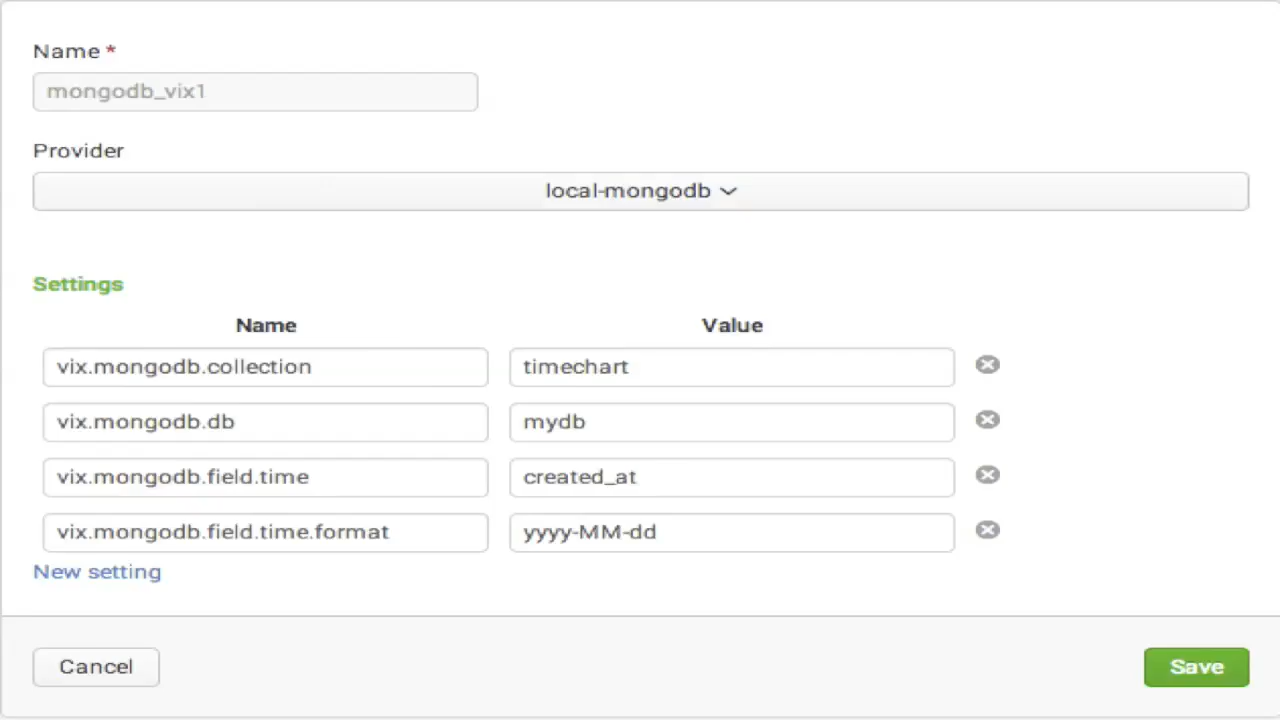 Name *
mongodb_vix1
Provider
local-mongodb
Settings
Name Value
vix.mongodb.collection timechart
vix.mongodb.db mydb
vix.mongodb.field.time created_at
vix.mongodb.field.time.format yyyy-MM-dd
New setting
Cancel Save